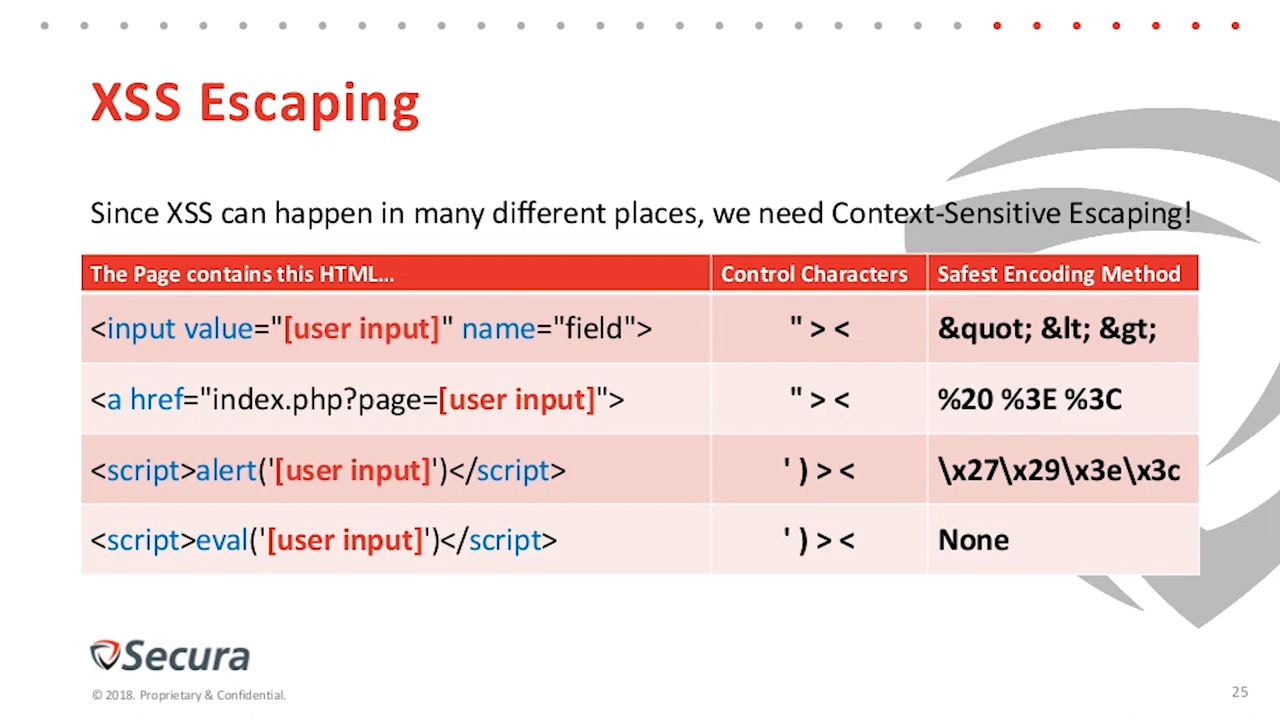 XSS Escaping
Since XSS can happen in many different places, we need Context-Sensitive Escaping!
The Page contains this HTML… Control Characters Safest Encoding Method
<input value="[user input]" name="field"> " > < &quot; &lt; &gt;
<a href="index.php?page=[user input]"> " > < %20 %3E %3C
<script>alert('[user input]')</script> ' ) > < \x27\x29\x3e\x3c
<script>eval('[user input]')</script> ' ) > < None
Secura
© 2018. Proprietary & Confidential.
25